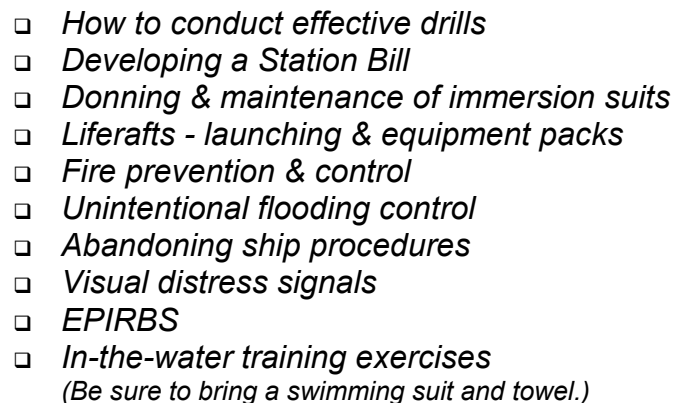 ❑ How to conduct effective drills
❑ Developing a Station Bill
❑ Donning & maintenance of immersion suits
❑ Liferafts - launching & equipment packs
❑ Fire prevention & control
❑ Unintentional flooding control
❑ Abandoning ship procedures
❑ Visual distress signals
❑ EPIRBS
❑ In-the-water training exercises
(Be sure to bring a swimming suit and towel.)